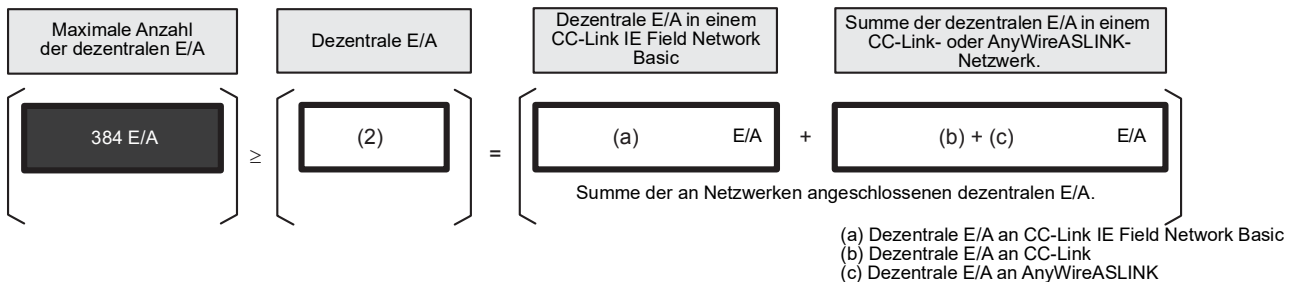 Maximale Anzahl
der dezentralen E/A
Dezentrale E/A
Dezentrale E/A in einem
CC-Link IE Field Network
Basic
Summe der dezentralen E/A in einem
CC-Link- oder AnyWireASLINK-
Netzwerk.
384 E/A
≥
(2)
=
(a) E/A
+
(b) + (c) E/A
Summe der an Netzwerken angeschlossenen dezentralen E/A.
(a) Dezentrale E/A an CC-Link IE Field Network Basic
(b) Dezentrale E/A an CC-Link
(c) Dezentrale E/A an AnyWireASLINK